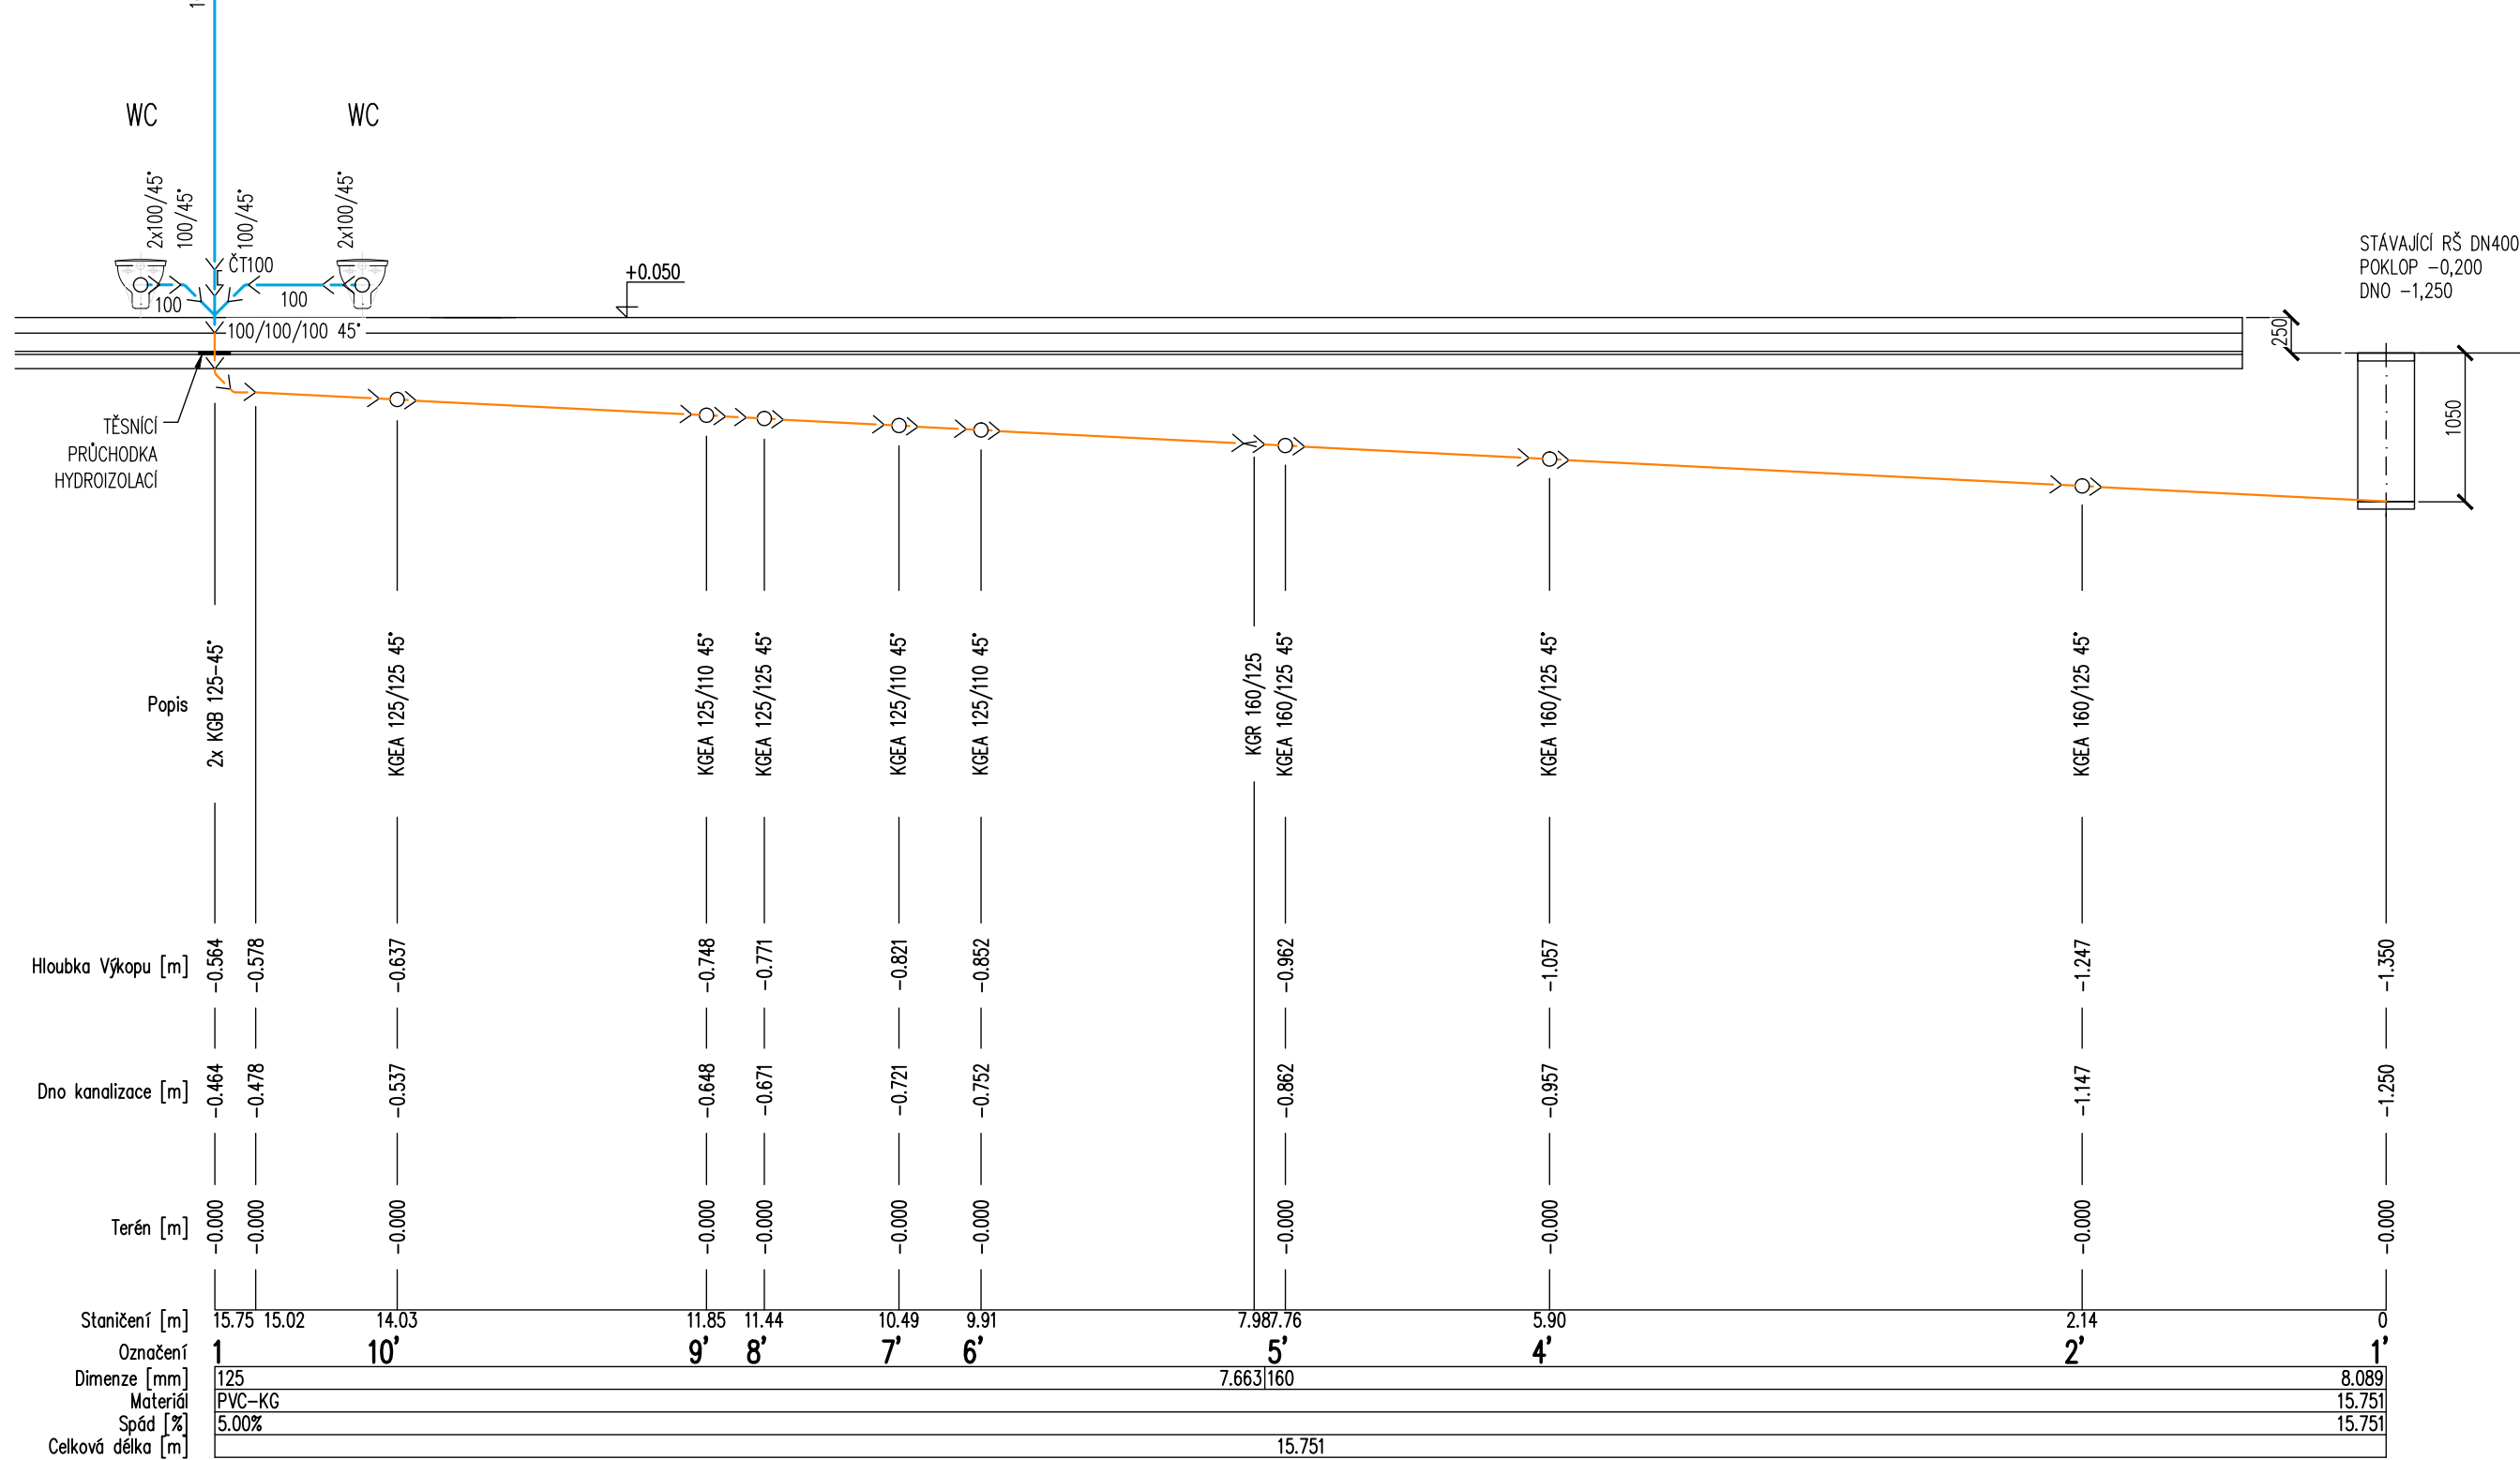 WC
WC
2x100/45°
100/45°
100/45°
2x100/45°
ČT100
100
100
100/100/100 45°
+0.050
STÁVAJÍCÍ RŠ DN400
POKLOP -0,200
DNO -1,250
250
1050
TĚSNÍCÍ
PRŮCHODKA
HYDROIZOLACÍ
Popis
2x KGB 125-45°
KGEA 125/125 45°
KGEA 125/110 45°
KGEA 125/125 45°
KGEA 125/110 45°
KGEA 125/110 45°
KGR 160/125
KGEA 160/125 45°
KGEA 160/125 45°
KGEA 160/125 45°
Hloubka Výkopu [m] -0.564 -0.578 -0.637 -0.748 -0.771 -0.821 -0.852 -0.962 -1.057 -1.247 -1.350
Dno kanalizace [m] -0.464 -0.478 -0.537 -0.648 -0.671 -0.721 -0.752 -0.862 -0.957 -1.147 -1.250
Terén [m] -0.000 -0.000 -0.000 -0.000 -0.000 -0.000 -0.000 -0.000 -0.000 -0.000 -0.000
Staničení [m] 15.75 15.02 14.03 11.85 11.44 10.49 9.91 7.98 7.76 5.90 2.14 0
Označení 1 10' 9' 8' 7' 6' 5' 4' 2' 1'
Dimenze [mm] 125 7.663 160 8.089
Materiál PVC-KG 15.751
Spád [%] 5.00% 15.751
Celková délka [m] 15.751